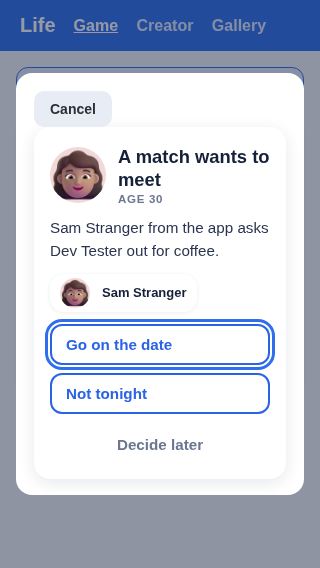 Life Game Creator Gallery
Cancel
A match wants to
meet
AGE 30
Sam Stranger from the app asks
Dev Tester out for coffee.
Sam Stranger
Go on the date
Not tonight
Decide later